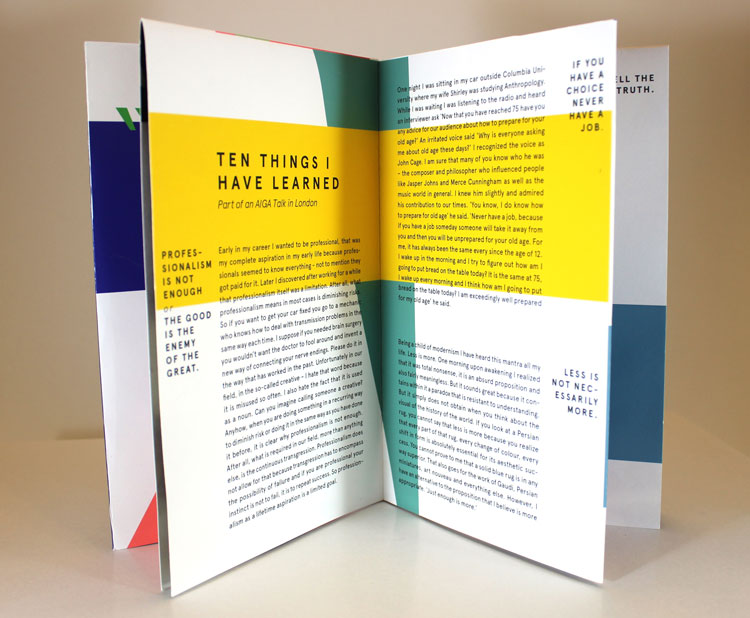 TEN THINGS I
HAVE LEARNED
Part of an AIGA Talk in London
PROFES-
SIONALISM
IS NOT
ENOUGH
OR
THE GOOD
IS THE
ENEMY
OF THE
GREAT.
Early in my career I wanted to be professional, that was
my complete aspiration in my early life because profes-
sionals seemed to know everything - not to mention they
got paid for it. Later I discovered after working for a while
that professionalism itself was a limitation. After all, what
professionalism means in most cases is diminishing risks.
So if you want to get your car fixed you go to a mechanic
who knows how to deal with transmission problems in the
same way each time. I suppose if you needed brain surgery
you wouldn't want the doctor to fool around and invent a
new way of connecting your nerve endings. Please do it in
the way that has worked in the past. Unfortunately in our
field, in the so-called creative – I hate that word because
it is misused so often. I also hate the fact that it is used
as a noun. Can you imagine calling someone a creative?
Anyhow, when you are doing something in a recurring way
to diminish risk or doing it in the same way as you have done
it before, it is clear why professionalism is not enough.
After all, what is required in our field, more than anything
else, is the continuous transgression. Professionalism does
not allow for that because transgression has to encompass
the possibility of failure and if you are professional your
instinct is not to fail, it is to repeat success. So profession-
alism as a lifetime aspiration is a limited goal.
One night I was sitting in my car outside Columbia Uni-
versity where my wife Shirley was studying Anthropology.
While I was waiting I was listening to the radio and heard
an interviewer ask 'Now that you have reached 75 have you
any advice for our audience about how to prepare for your
old age?' An irritated voice said 'Why is everyone asking
me about old age these days?' I recognized the voice as
John Cage. I am sure that many of you know who he was
– the composer and philosopher who influenced people
like Jasper Johns and Merce Cunningham as well as the
music world in general. I knew him slightly and admired
his contribution to our times. 'You know, I do know how
to prepare for old age' he said. 'Never have a job, because
if you have a job someday someone will take it away from
you and then you will be unprepared for your old age. For
me, it has always been the same every since the age of 12.
I wake up in the morning and I try to figure out how am I
going to put bread on the table today? It is the same at 75,
I wake up every morning and I think how am I going to put
bread on the table today? I am exceedingly well prepared
for my old age' he said.
IF YOU
HAVE A
CHOICE
NEVER
HAVE A
JOB.
Being a child of modernism I have heard this mantra all my
life. Less is more. One morning upon awakening I realized
that it was total nonsense, it is an absurd proposition and
also fairly meaningless. But it sounds great because it con-
tains within it a paradox that is resistant to understanding.
But it simply does not obtain when you think about the
visual of the history of the world. If you look at a Persian
rug, you cannot say that less is more because you realize
that every part of that rug, every change of colour, every
shift in form is absolutely essential for its aesthetic suc-
cess. You cannot prove to me that a solid blue rug is in any
way superior. That also goes for the work of Gaudi, Persian
miniatures, art nouveau and everything else. However, I
have an alternative to the proposition that I believe is more
appropriate. 'Just enough is more.'
LESS IS
NOT NEC-
ESSARILY
MORE.
ELL THE
TRUTH.